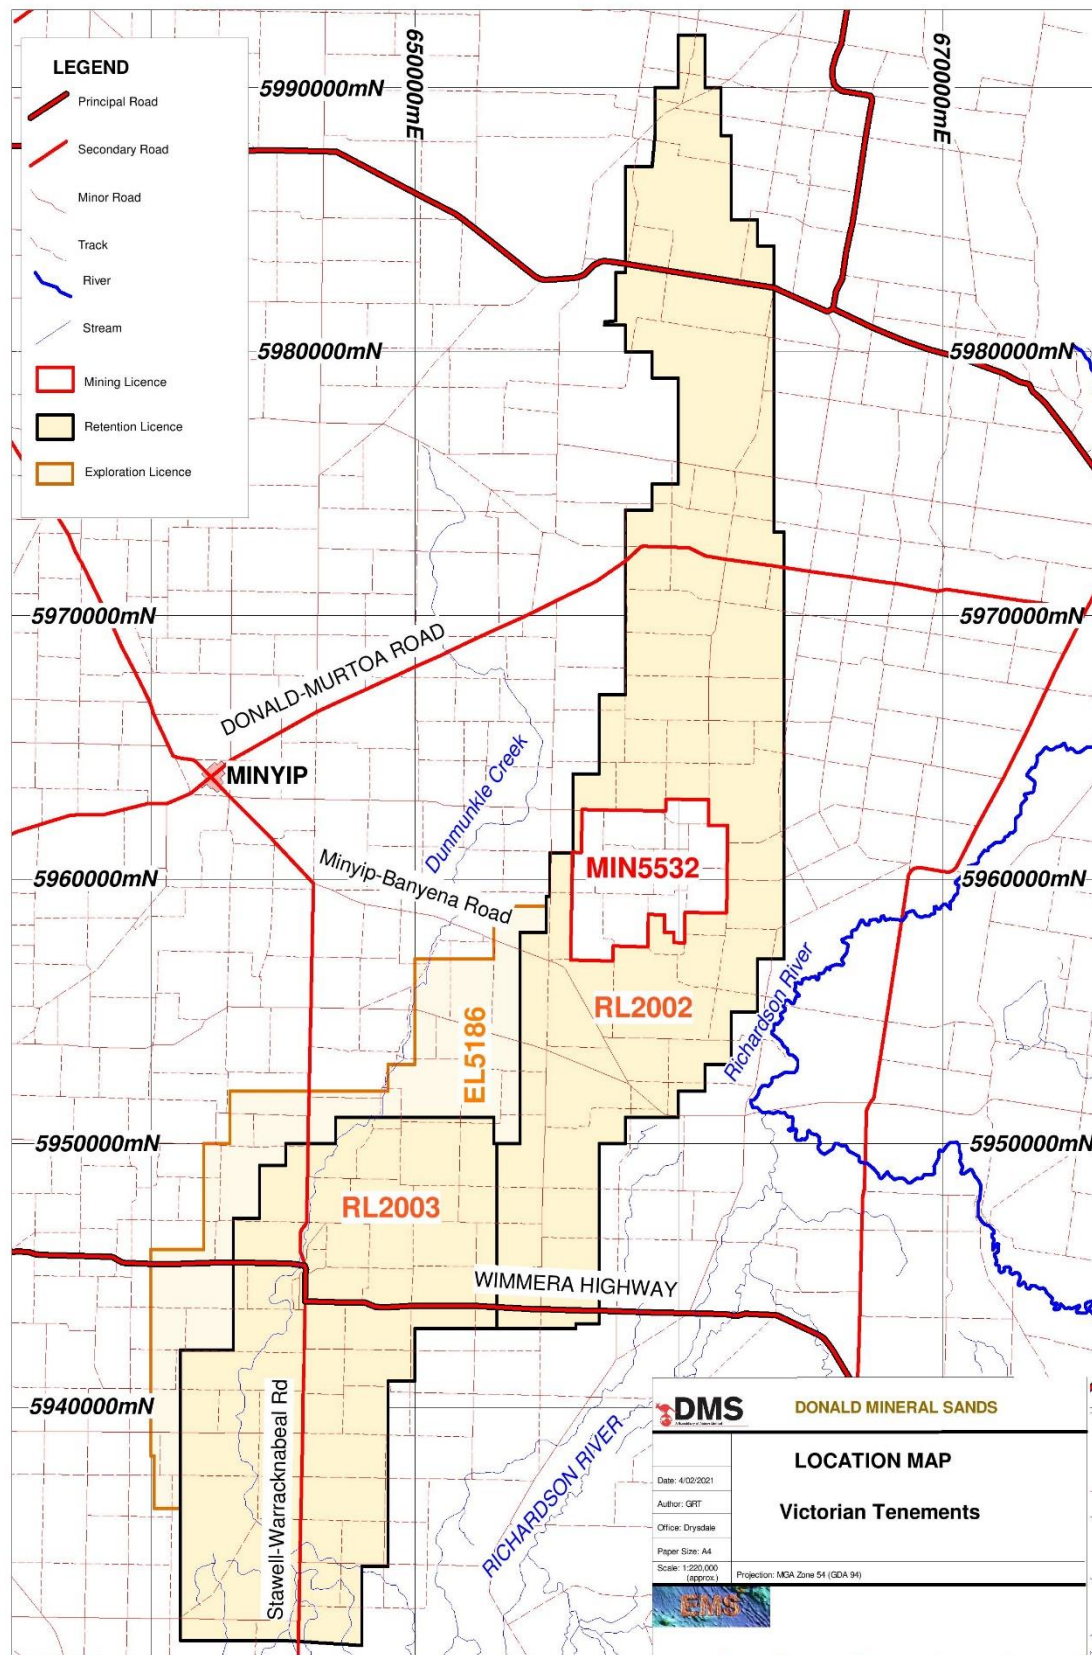 LEGEND
Principal Road
Secondary Road
Minor Road
Track
River
Stream
Mining Licence
Retention Licence
Exploration Licence
650000mE
670000mE
5990000mN
5980000mN
5980000mN
5970000mN
5970000mN
DONALD-MURTOA ROAD
MINYIP
Dunmunkle Creek
Minyip-Banyena Road
MIN5532
5960000mN
5960000mN
RL2002
EL5186
Richardson River
5950000mN
5950000mN
RL2003
WIMMERA HIGHWAY
5940000mN
Stawell-Warracknabeal Rd
RICHARDSON RIVER
DMS
DONALD MINERAL SANDS
LOCATION MAP
Victorian Tenements
Date: 4/02/2021
Author: GRT
Office: Drysdale
Paper Size: A4
Scale: 1:220,000
(approx.)
Projection: MGA Zone 54 (GDA 94)
EMS